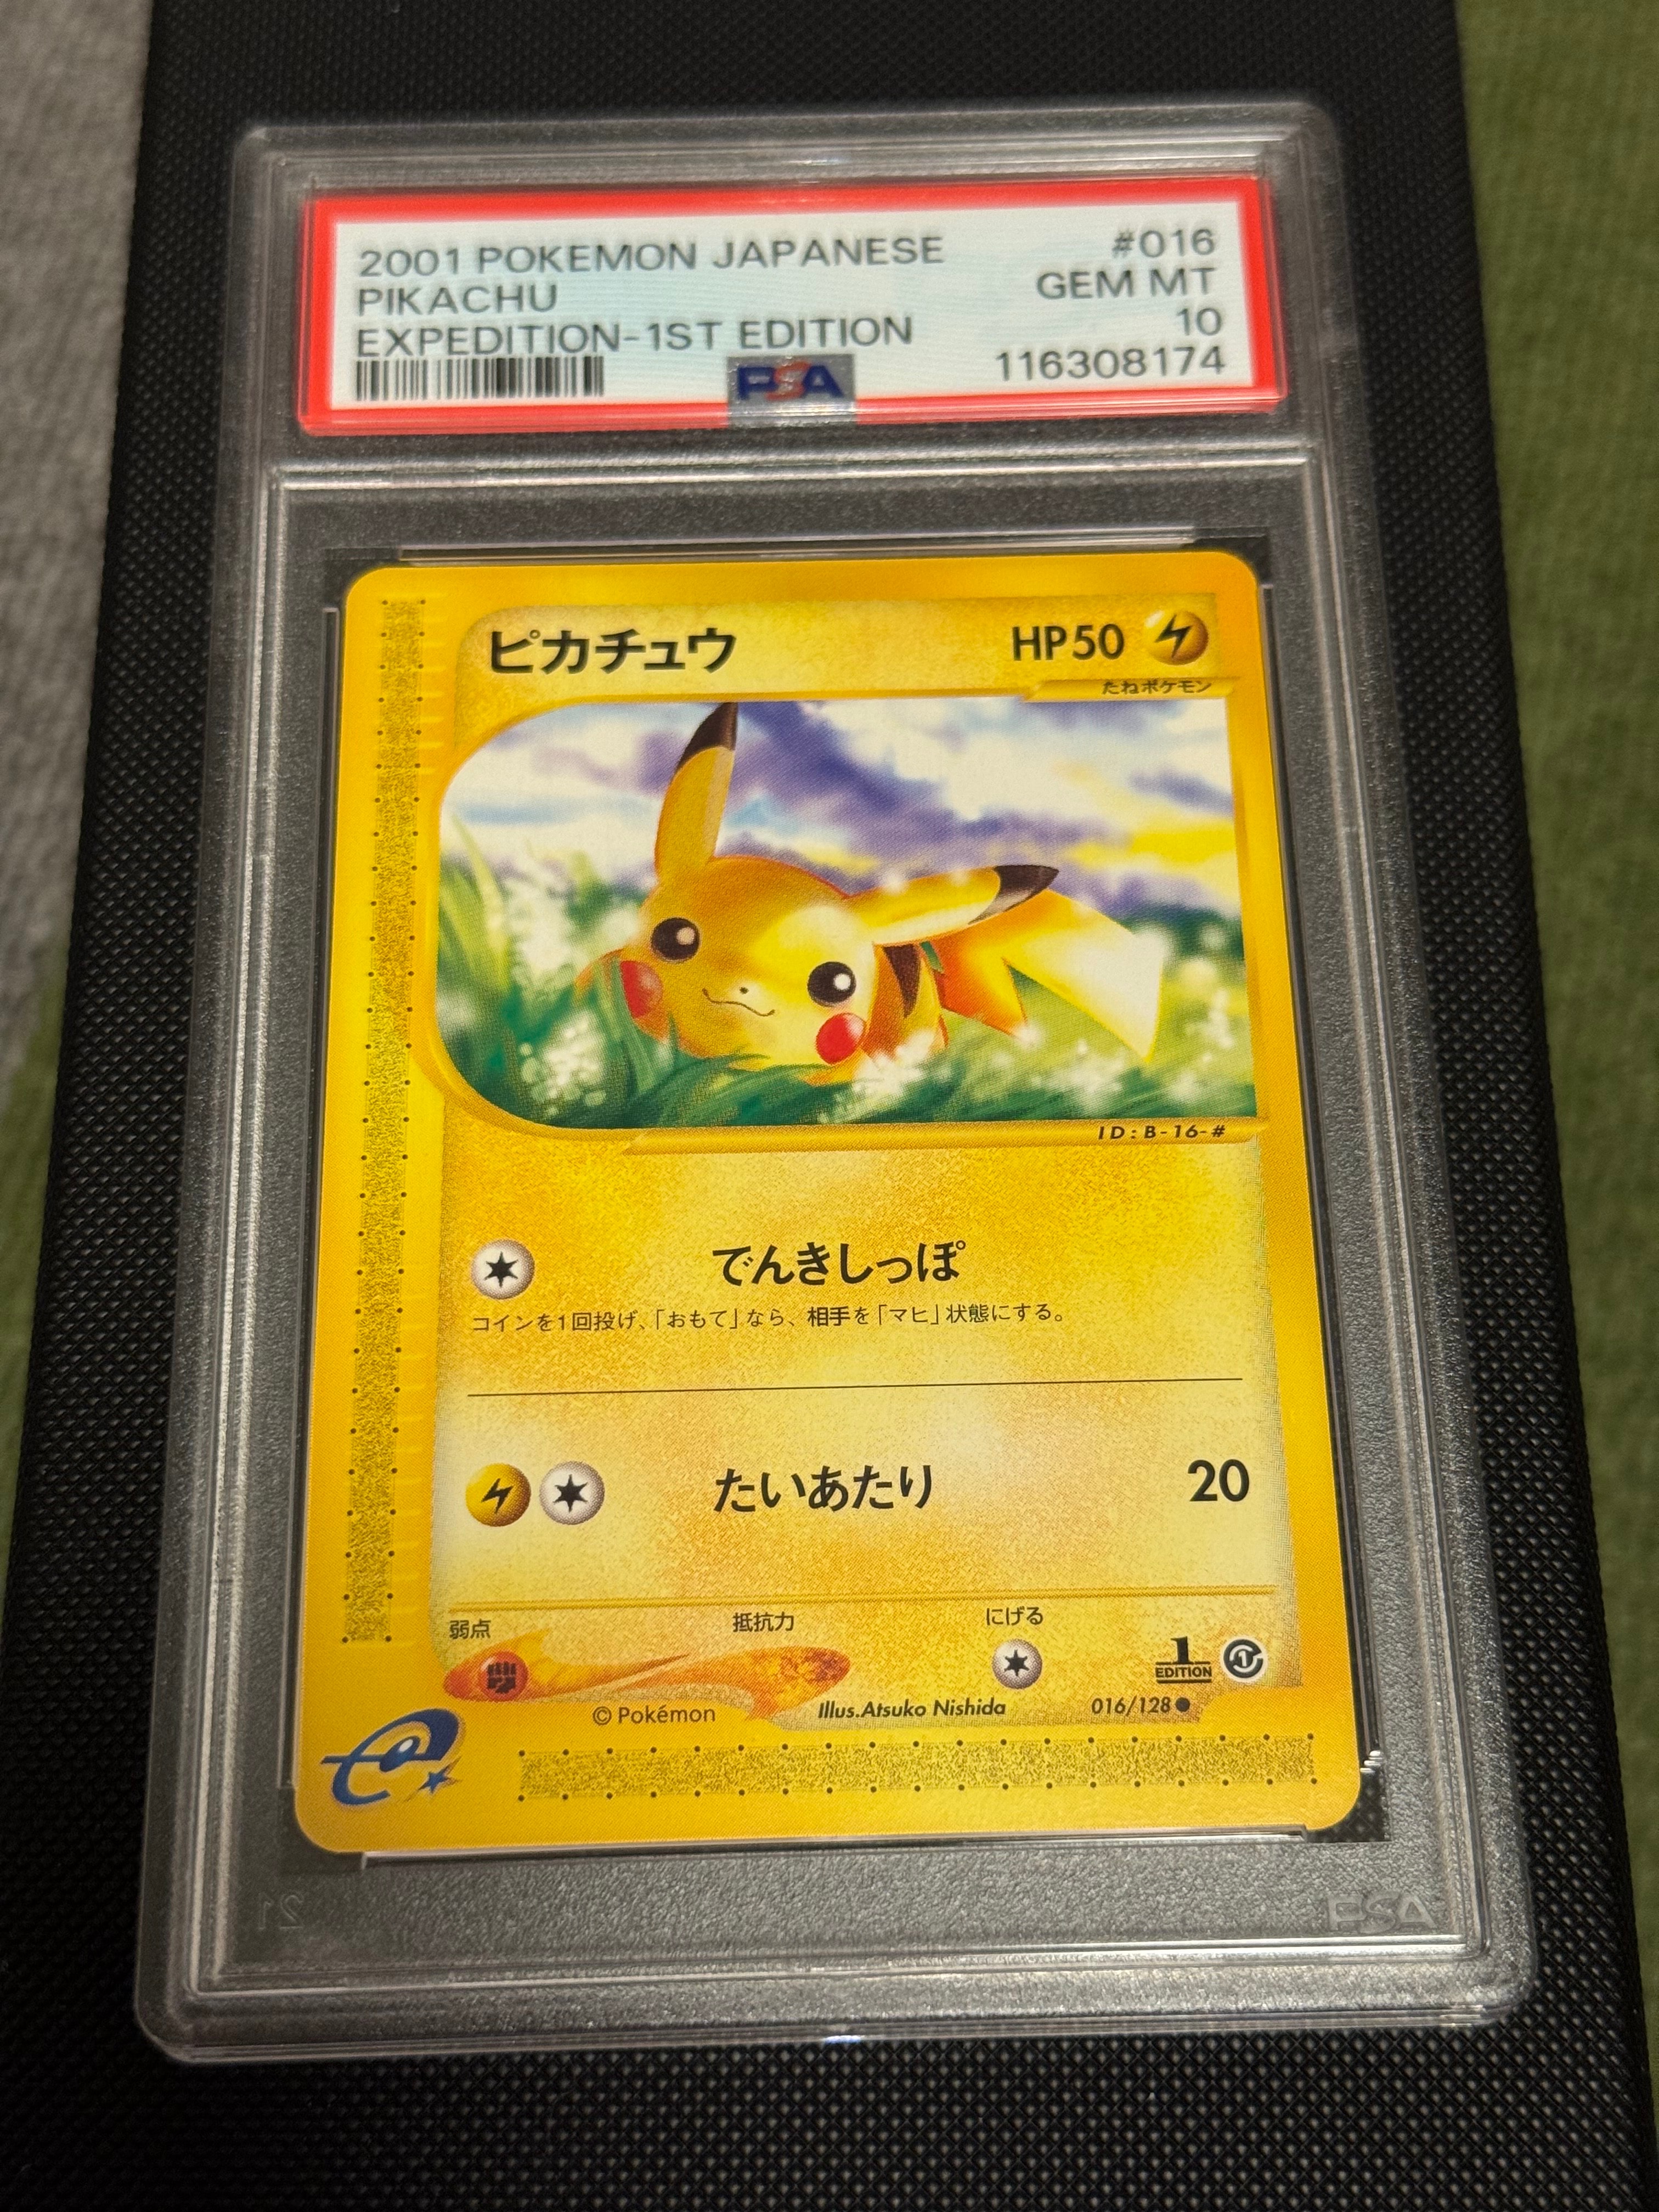 2001 POKEMON JAPANESE #016
PIKACHU GEM MT
EXPEDITION-1ST EDITION 10
PSA 116308174
ピカチュウ HP50
たねポケモン
ID:B-16-#
でんきしっぽ
コインを1回投げ、「おもて」なら、相手を「マヒ」状態にする。
たいあたり 20
弱点 抵抗力 にげる
1
EDITION
©Pokémon Illus.Atsuko Nishida 016/128●
e
PSA